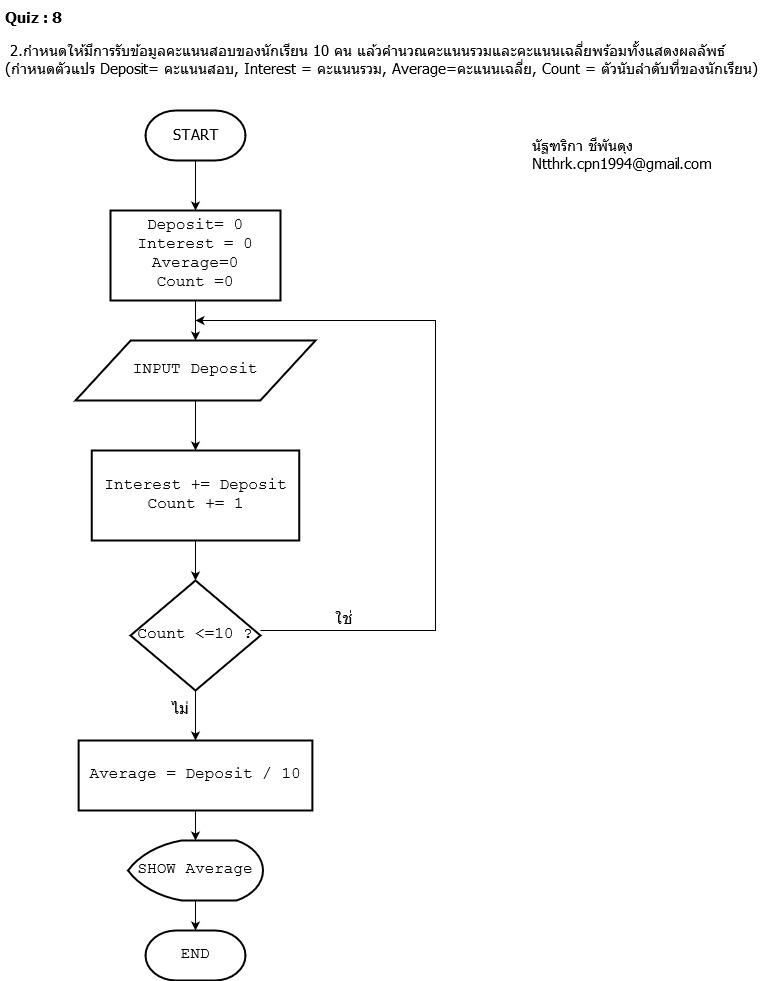 Quiz : 8
2.กำหนดให้มีการรับข้อมูลคะแนนสอบของนักเรียน 10 คน แล้วคำนวณคะแนนรวมและคะแนนเฉลี่ยพร้อมทั้งแสดงผลลัพธ์
(กำหนดตัวแปร Deposit= คะแนนสอบ, Interest = คะแนนรวม, Average=คะแนนเฉลี่ย, Count = ตัวนับลำดับที่ของนักเรียน)
START
นัฐฑริกา ชีพันดุง
Ntthrk.cpn1994@gmail.com
Deposit= 0
Interest = 0
Average=0
Count =0
INPUT Deposit
Interest += Deposit
Count += 1
ใช่
Count <=10 ?
ไม่
Average = Deposit / 10
SHOW Average
END